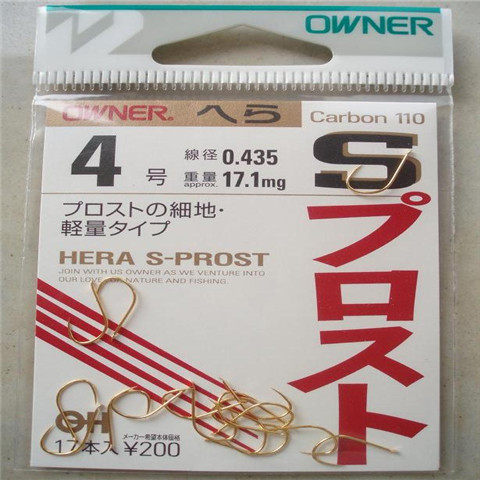 OWNER
OWNER へら
Carbon 110
4号
線径 0.435
重量 approx. 17.1mg
S
プロスト
プロストの細地・
軽量タイプ
HERA S-PROST
JOIN WITH US OWNER AS WE VENTURE INTO
OUR LOVE OF NATURE AND FISHING.
OH
17本入
メーカー希望本体価格
¥200